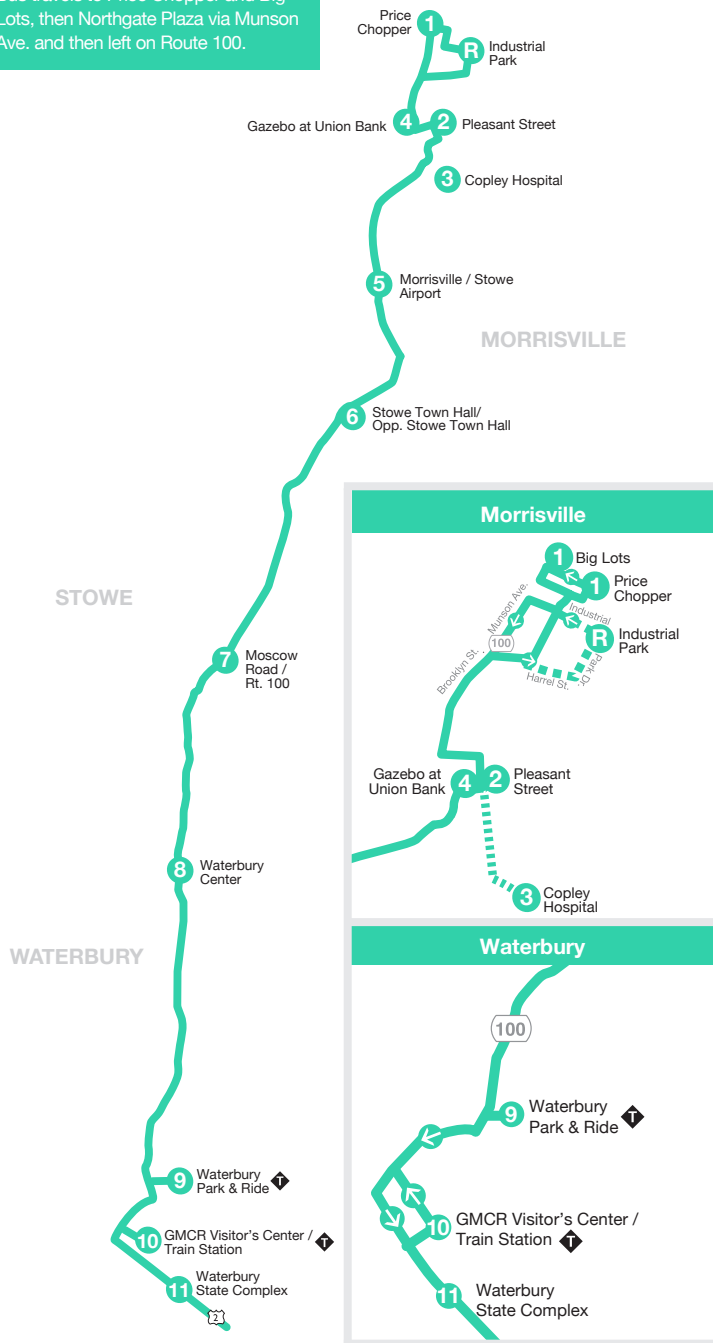 Lots, then Northgate Plaza via Munson
Ave. and then left on Route 100.
Price
Chopper
1
R
Industrial
Park
Gazebo at Union Bank
4
2
Pleasant Street
3
Copley Hospital
5
Morrisville / Stowe
Airport
MORRISVILLE
6
Stowe Town Hall/
Opp. Stowe Town Hall
STOWE
7
Moscow
Road /
Rt. 100
8
Waterbury
Center
WATERBURY
9
Waterbury
Park & Ride
T
10
GMCR Visitor's Center /
Train Station
T
11
Waterbury
State Complex
2
Morrisville
1
Big Lots
1
Price
Chopper
Munson Ave.
Industrial
Park Dr.
R
Industrial
Park
100
Brooklyn St.
Harrel St.
Gazebo at
Union Bank
4
2
Pleasant
Street
3
Copley
Hospital
Waterbury
100
9
Waterbury
Park & Ride
T
10
GMCR Visitor's Center /
Train Station
T
11
Waterbury
State Complex